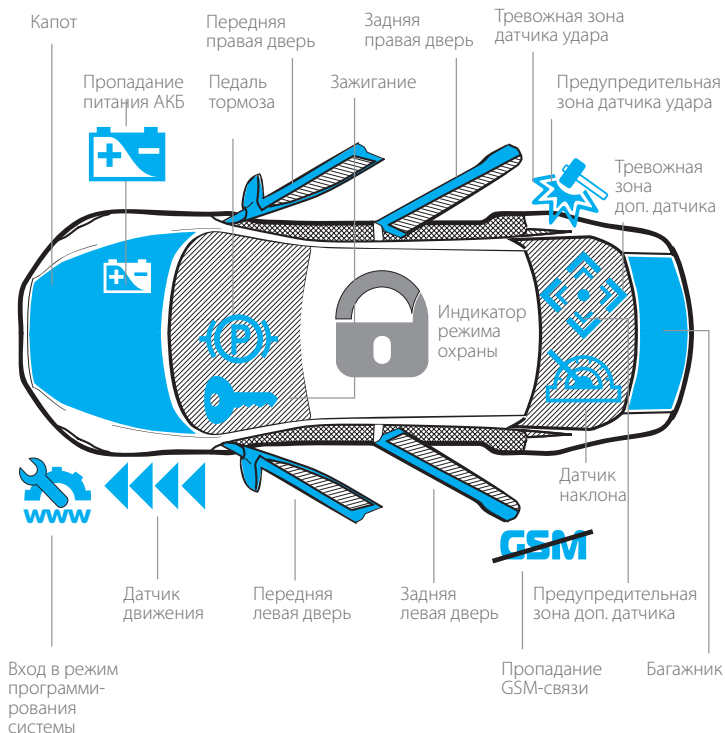 Капот
Передняя
правая дверь
Задняя
правая дверь
Тревожная зона
датчика удара
Пропадание
питания АКБ
Педаль
тормоза
Зажигание
Предупредительная
зона датчика удара
Тревожная
зона
доп. датчика
Индикатор
режима
охраны
P
Датчик
наклона
www
GSM
Датчик
движения
Передняя
левая дверь
Задняя
левая дверь
Предупредительная
зона доп. датчика
Вход в режим
программи-
рования
системы
Пропадание
GSM-связи
Багажник